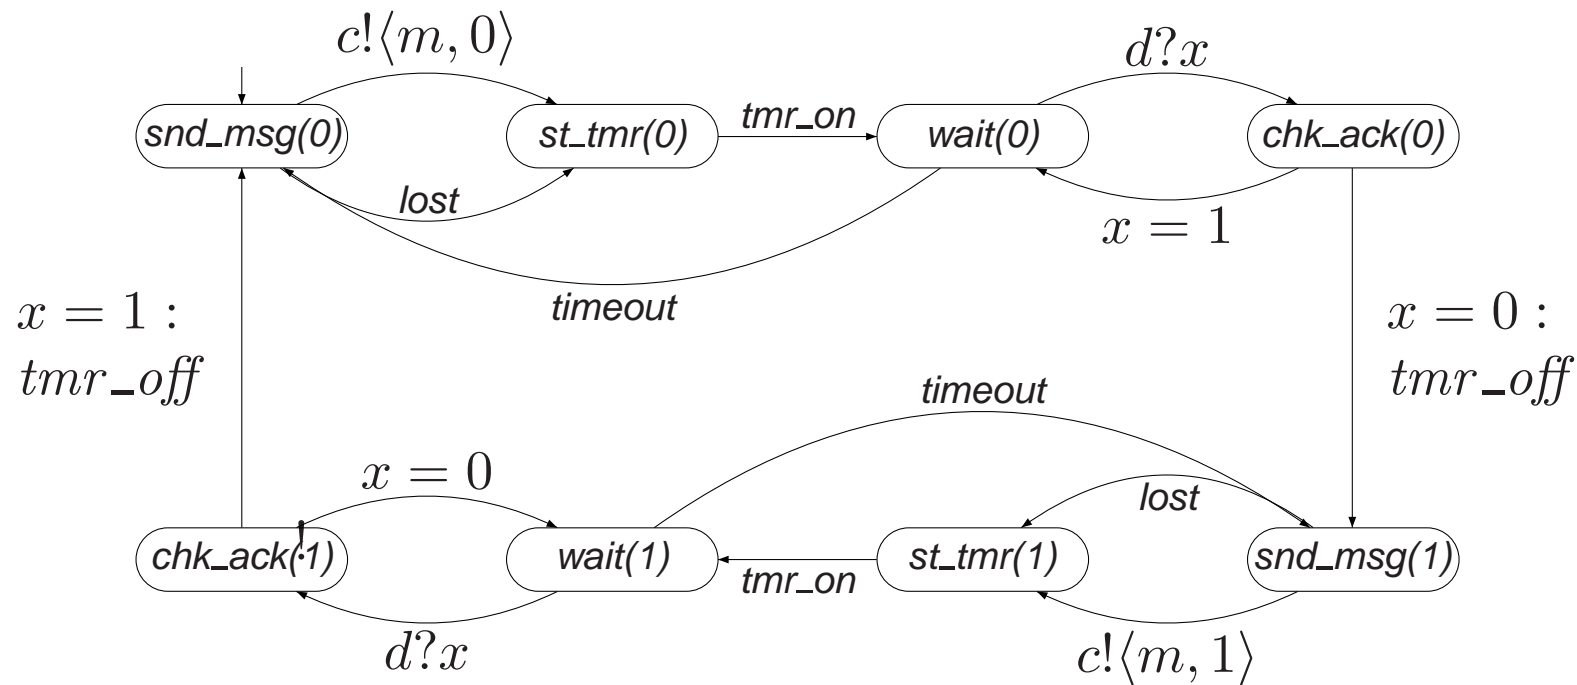 c!⟨m, 0⟩
d?x
snd_msg(0)
st_tmr(0)
tmr_on
wait(0)
chk_ack(0)
lost
x = 1
timeout
x = 1 :
tmr_off
x = 0 :
tmr_off
timeout
x = 0
lost
!
chk_ack(1)
wait(1)
tmr_on
st_tmr(1)
snd_msg(1)
d?x
c!⟨m, 1⟩